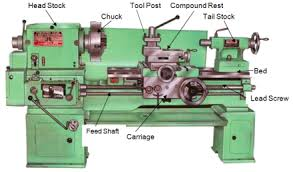 Head Stock
Chuck
Tool Post
Compound Rest
Tail Stock
Bed
Lead Screw
Feed Shaft
Carriage